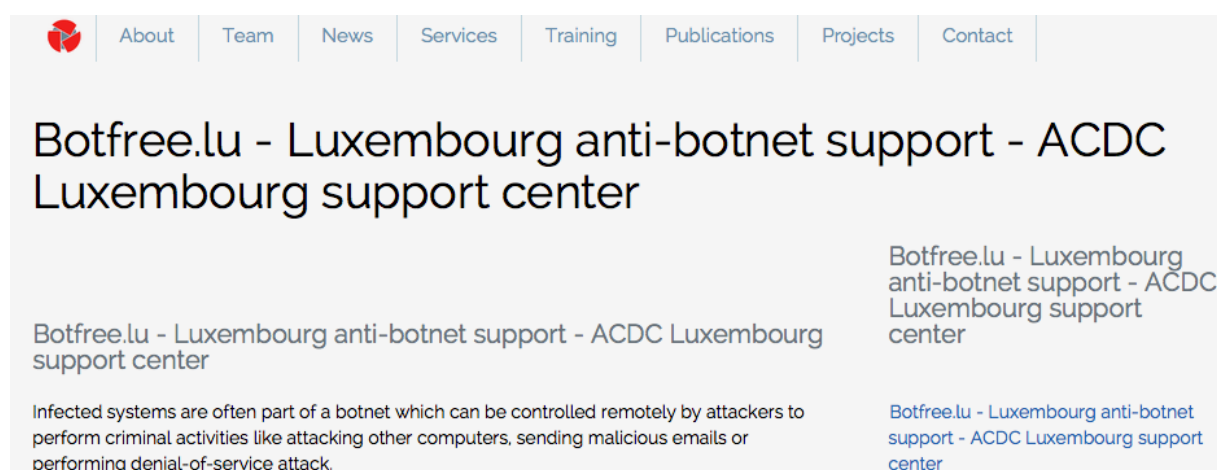 About Team News Services Training Publications Projects Contact
Botfree.lu - Luxembourg anti-botnet support - ACDC
Luxembourg support center
Botfree.lu - Luxembourg anti-botnet support - ACDC Luxembourg
support center
Infected systems are often part of a botnet which can be controlled remotely by attackers to
perform criminal activities like attacking other computers, sending malicious emails or
performing denial-of-service attack.
Botfree.lu - Luxembourg
anti-botnet support - ACDC
Luxembourg support
center
Botfree.lu - Luxembourg anti-botnet
support - ACDC Luxembourg support
center